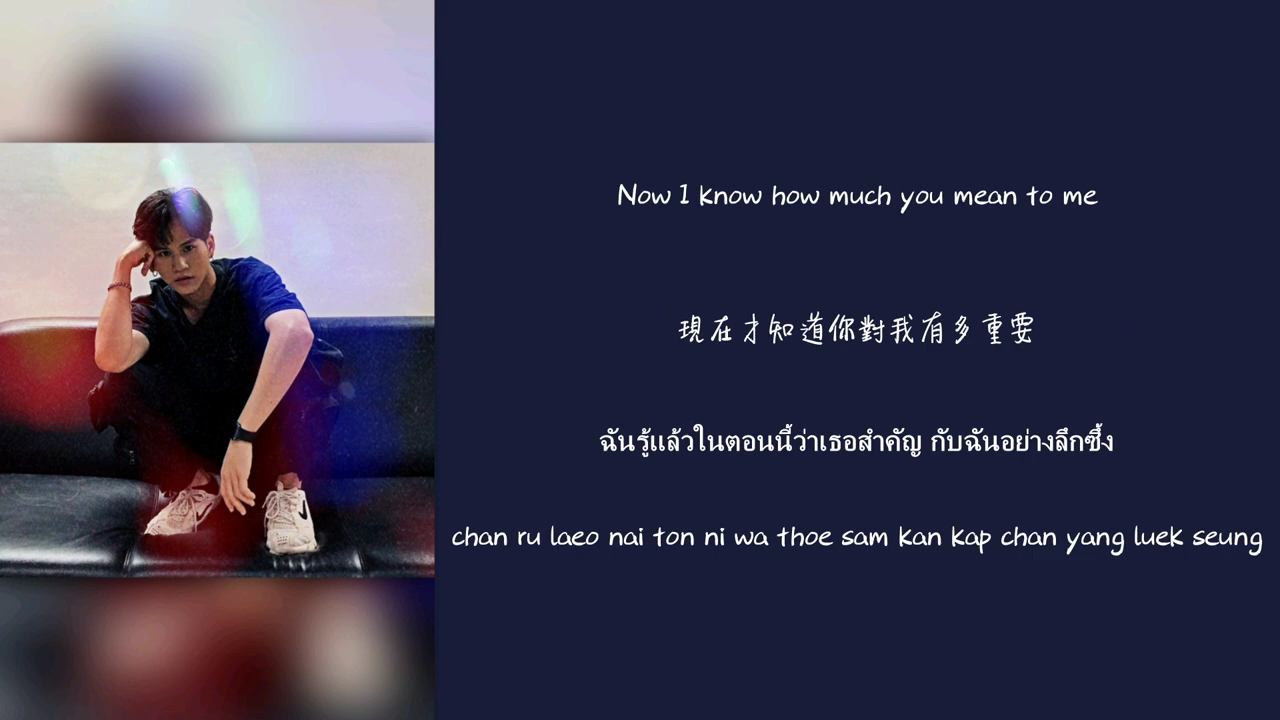 Now I know how much you mean to me
現在才知道你對我有多重要
ฉันรู้แล้วในตอนนี้ว่าเธอสำคัญ กับฉันอย่างลึกซึ้ง
chan ru laeo nai ton ni wa thoe sam kan kap chan yang luek seung